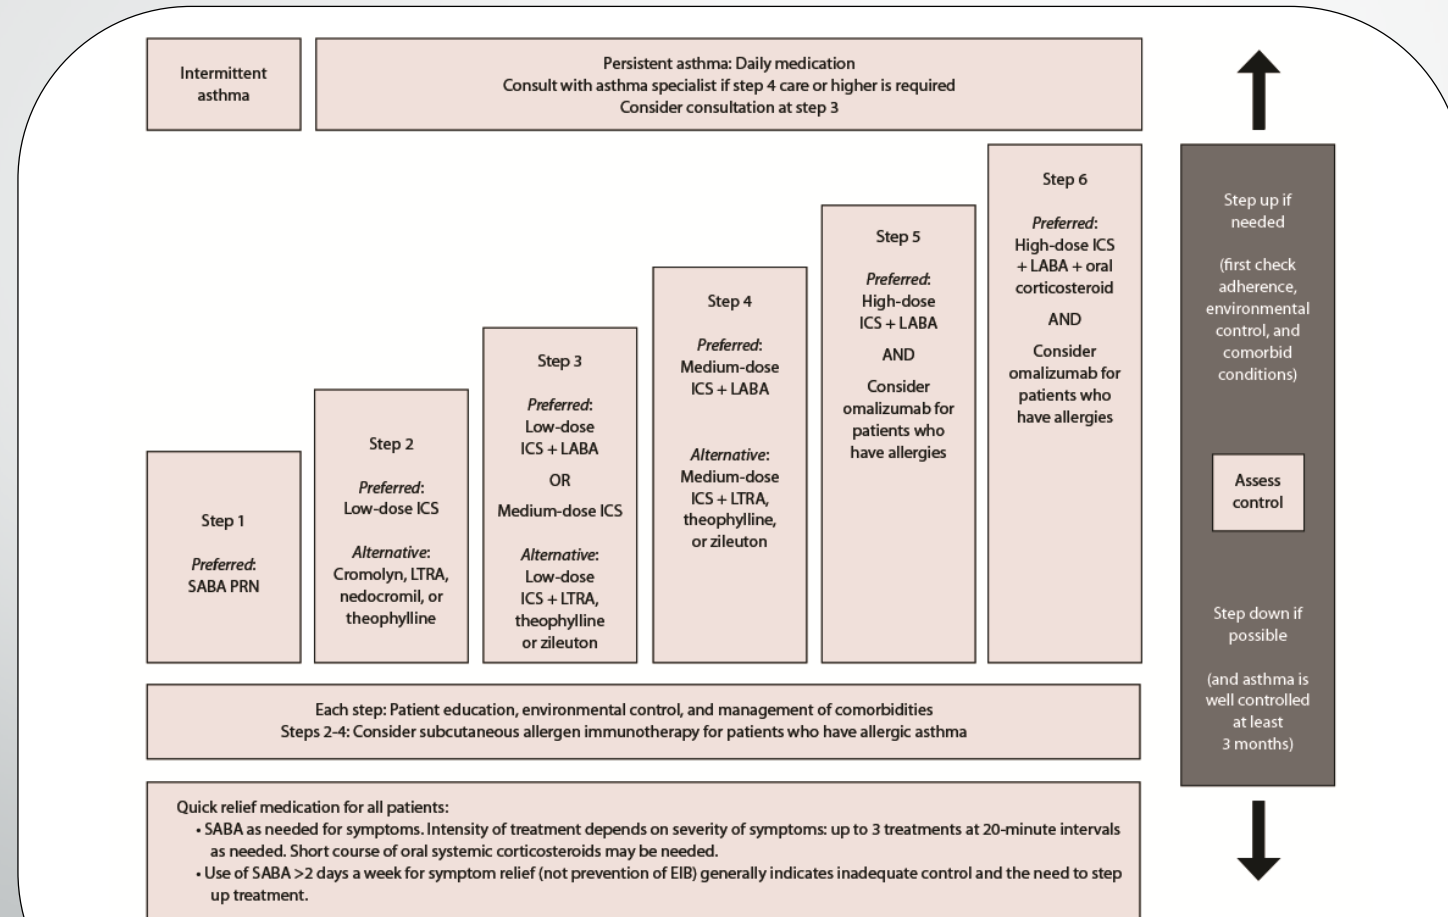 Intermittent
asthma
Persistent asthma: Daily medication
Consult with asthma specialist if step 4 care or higher is required
Consider consultation at step 3
Step 1
Preferred:
SABA PRN
Step 2
Preferred:
Low-dose ICS
Alternative:
Cromolyn, LTRA,
nedocromil, or
theophylline
Step 3
Preferred:
Low-dose
ICS + LABA
OR
Medium-dose ICS
Alternative:
Low-dose
ICS + LTRA,
theophylline
or zileuton
Step 4
Preferred:
Medium-dose
ICS + LABA
Alternative:
Medium-dose
ICS + LTRA,
theophylline,
or zileuton
Step 5
Preferred:
High-dose
ICS + LABA
AND
Consider
omalizumab for
patients who
have allergies
Step 6
Preferred:
High-dose ICS
+ LABA + oral
corticosteroid
AND
Consider
omalizumab for
patients who
have allergies
Step up if
needed
(first check
adherence,
environmental
control, and
comorbid
conditions)
Assess
control
Step down if
possible
(and asthma is
well controlled
at least
3 months)
Each step: Patient education, environmental control, and management of comorbidities
Steps 2-4: Consider subcutaneous allergen immunotherapy for patients who have allergic asthma
Quick relief medication for all patients:
• SABA as needed for symptoms. Intensity of treatment depends on severity of symptoms: up to 3 treatments at 20-minute intervals
as needed. Short course of oral systemic corticosteroids may be needed.
• Use of SABA >2 days a week for symptom relief (not prevention of EIB) generally indicates inadequate control and the need to step
up treatment.